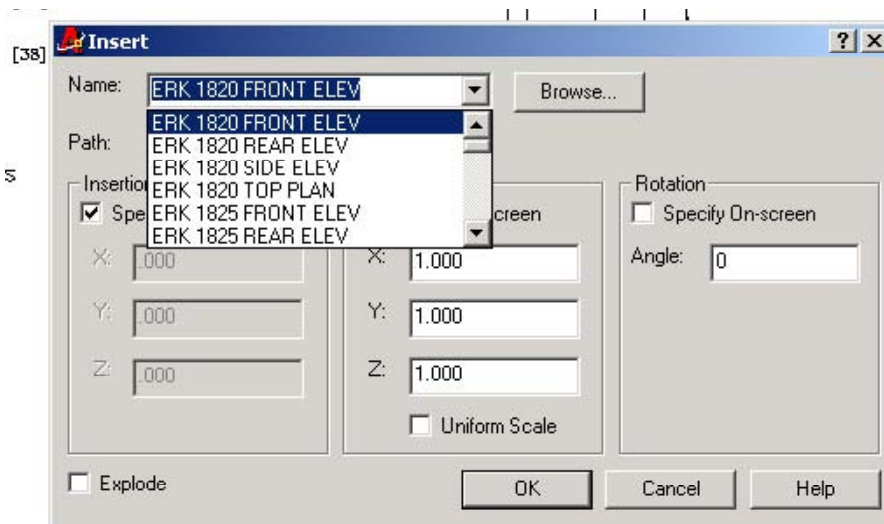 [38]
Insert
Name:
ERK 1820 FRONT ELEV
Browse...
ERK 1820 FRONT ELEV
ERK 1820 REAR ELEV
ERK 1820 SIDE ELEV
ERK 1820 TOP PLAN
ERK 1825 FRONT ELEV
ERK 1825 REAR ELEV
Path:
Insertion
Spe
X: .000
Y: .000
Z: .000
creen
X: 1.000
Y: 1.000
Z: 1.000
Uniform Scale
Rotation
Specify On-screen
Angle: 0
Explode
OK Cancel Help